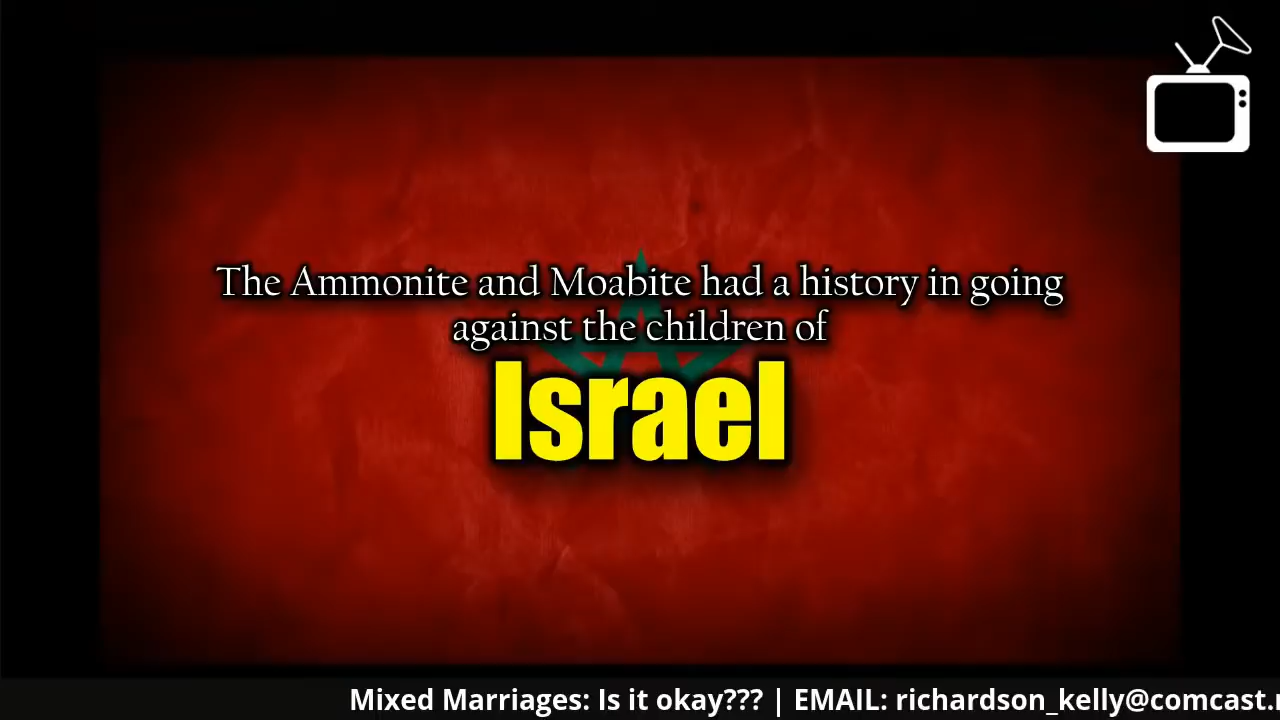 The Ammonite and Moabite had a history in going
against the children of
Israel
Mixed Marriages: Is it okay??? | EMAIL: richardson_kelly@comcast.